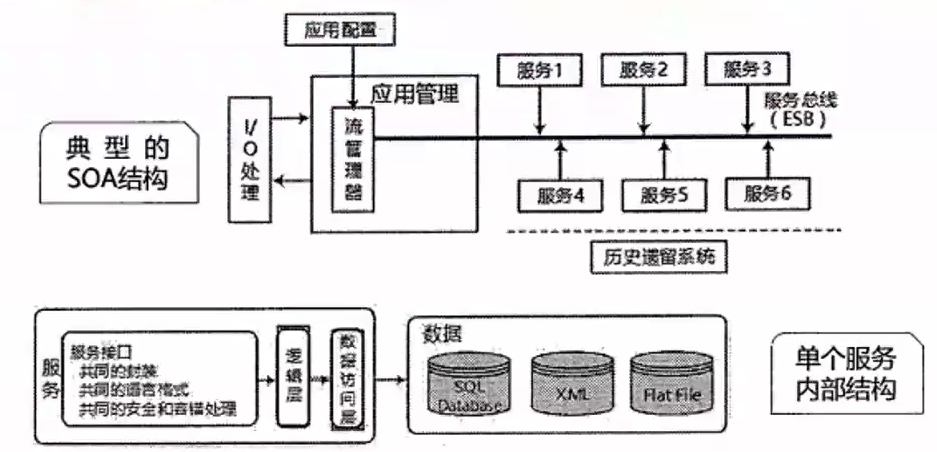 应用配置
应用管理
流管理器
I/O处理
典型的
SOA结构
服务1
服务2
服务3
服务总线
(ESB)
服务4
服务5
服务6
历史遗留系统
服务
服务接口
共同的封装
共同的语言格式
共同的安全和容错处理
逻辑层
数据访问层
数据
SQL
Database
XML
Flat File
单个服务
内部结构